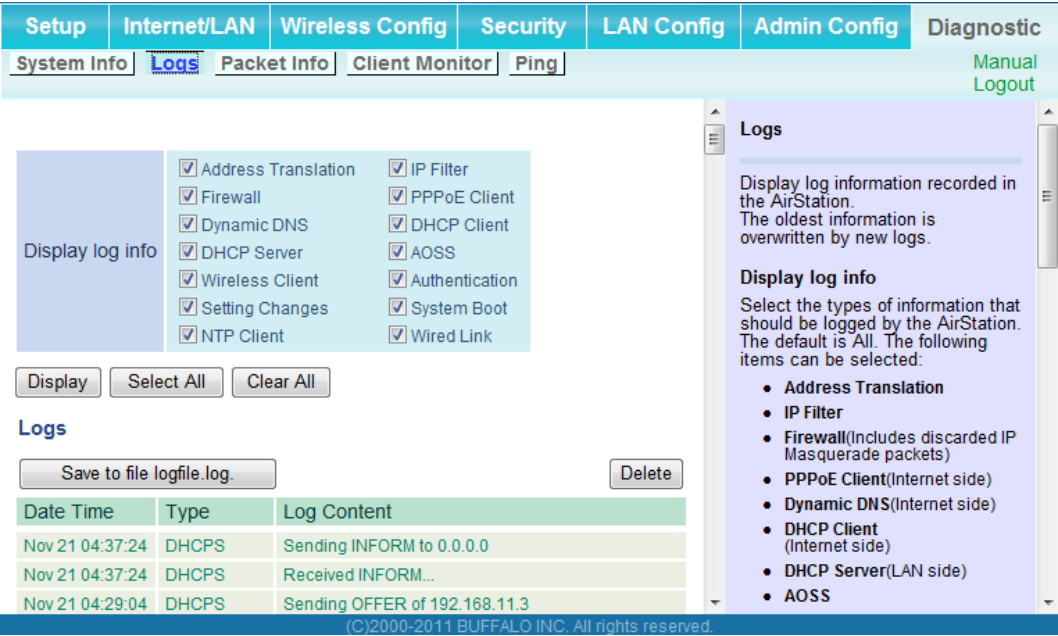 Setup Internet/LAN Wireless Config Security LAN Config Admin Config Diagnostic
System Info Logs Packet Info Client Monitor Ping
Manual
Logout
Display log info
Address Translation IP Filter
Firewall PPPoE Client
Dynamic DNS DHCP Client
DHCP Server AOSS
Wireless Client Authentication
Setting Changes System Boot
NTP Client Wired Link
Display Select All Clear All
Logs
Save to file logfile.log. Delete
Date Time Type Log Content
Nov 21 04:37:24 DHCPS Sending INFORM to 0.0.0.0
Nov 21 04:37:24 DHCPS Received INFORM...
Nov 21 04:29:04 DHCPS Sending OFFER of 192.168.11.3
Logs
Display log information recorded in
the AirStation.
The oldest information is
overwritten by new logs.
Display log info
Select the types of information that
should be logged by the AirStation.
The default is All. The following
items can be selected:
• Address Translation
• IP Filter
• Firewall(Includes discarded IP
Masquerade packets)
• PPPoE Client(Internet side)
• Dynamic DNS(Internet side)
• DHCP Client
(Internet side)
• DHCP Server(LAN side)
• AOSS
(C)2000-2011 BUFFALO INC. All rights reserved.